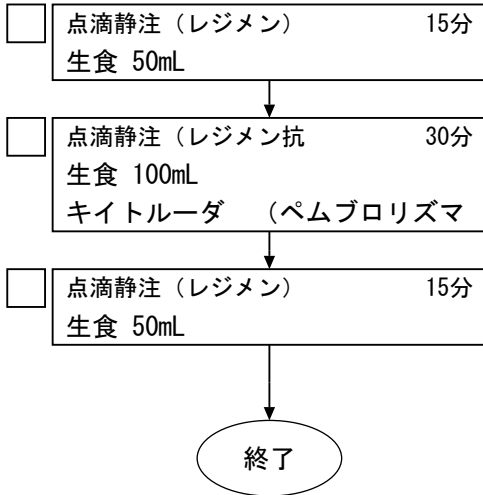 点滴静注（レジメン） 15分
生食 50mL
点滴静注（レジメン抗 30分
生食 100mL
キイトルーダ （ペムブロリズマ
点滴静注（レジメン） 15分
生食 50mL
終了